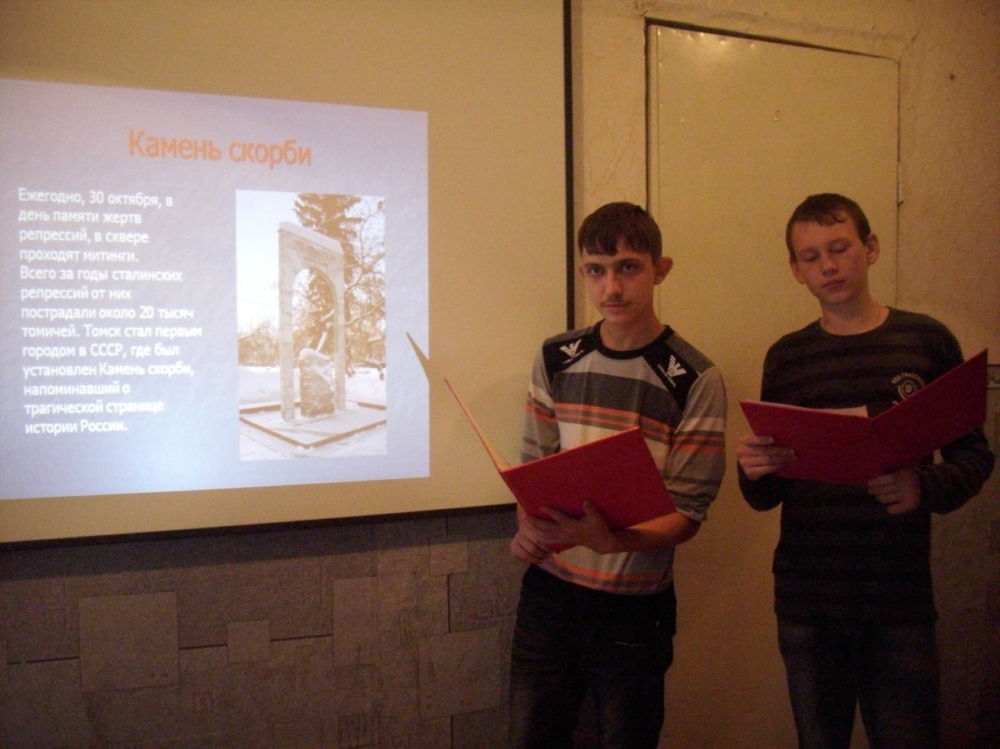 Камень скорби
Ежегодно, 30 октября, в
день памяти жертв
репрессий, в сквере
проходят митинги.
Всего за годы сталинских
репрессий от них
пострадали около 20 тысяч
томичей. Томск стал первым
городом в СССР, где был
установлен Камень скорби,
напоминавший о
трагической странице
истории России.